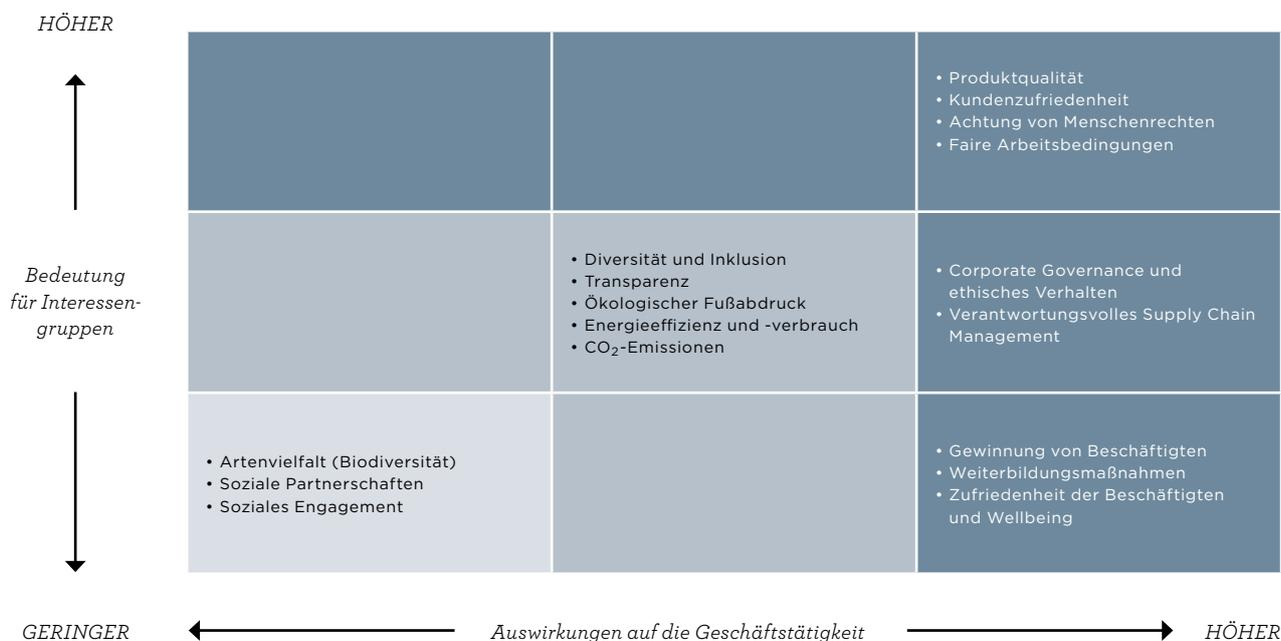 HÖHER
• Produktqualität
• Kundenzufriedenheit
• Achtung von Menschenrechten
• Faire Arbeitsbedingungen
Bedeutung
für Interessen-
gruppen
• Diversität und Inklusion
• Transparenz
• Ökologischer Fußabdruck
• Energieeffizienz und -verbrauch
• CO₂-Emissionen
• Corporate Governance und
ethisches Verhalten
• Verantwortungsvolles Supply Chain
Management
• Artenvielfalt (Biodiversität)
• Soziale Partnerschaften
• Soziales Engagement
• Gewinnung von Beschäftigten
• Weiterbildungsmaßnahmen
• Zufriedenheit der Beschäftigten
und Wellbeing
GERINGER
Auswirkungen auf die Geschäftstätigkeit
HÖHER